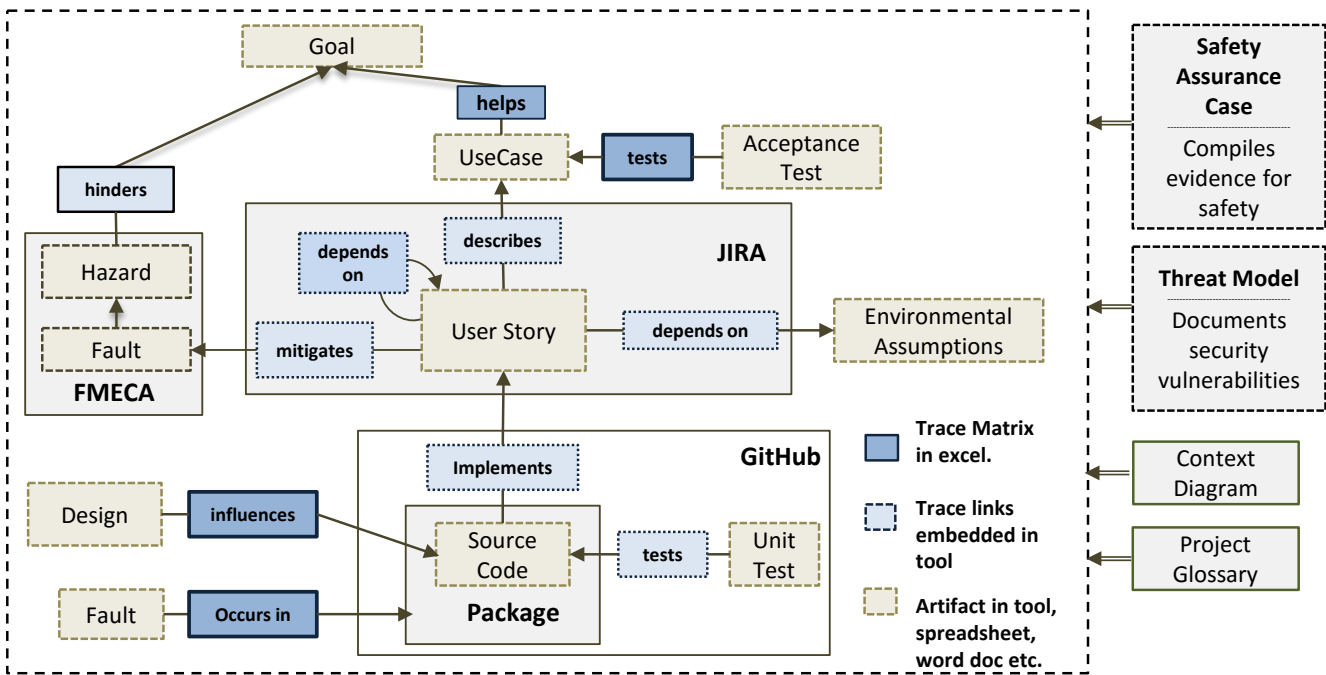 Goal
helps
UseCase
tests
Acceptance
Test
hinders
describes
JIRA
depends
on
Hazard
User Story
depends on
Environmental
Assumptions
mitigates
Fault
FMECA
Implements
GitHub
Design
influences
Source
Code
tests
Unit
Test
Package
Fault
Occurs in
Trace Matrix
in excel.
Trace links
embedded in
tool
Artifact in tool,
spreadsheet,
word doc etc.
Safety
Assurance
Case
Compiles
evidence for
safety
Threat Model
Documents
security
vulnerabilities
Context
Diagram
Project
Glossary